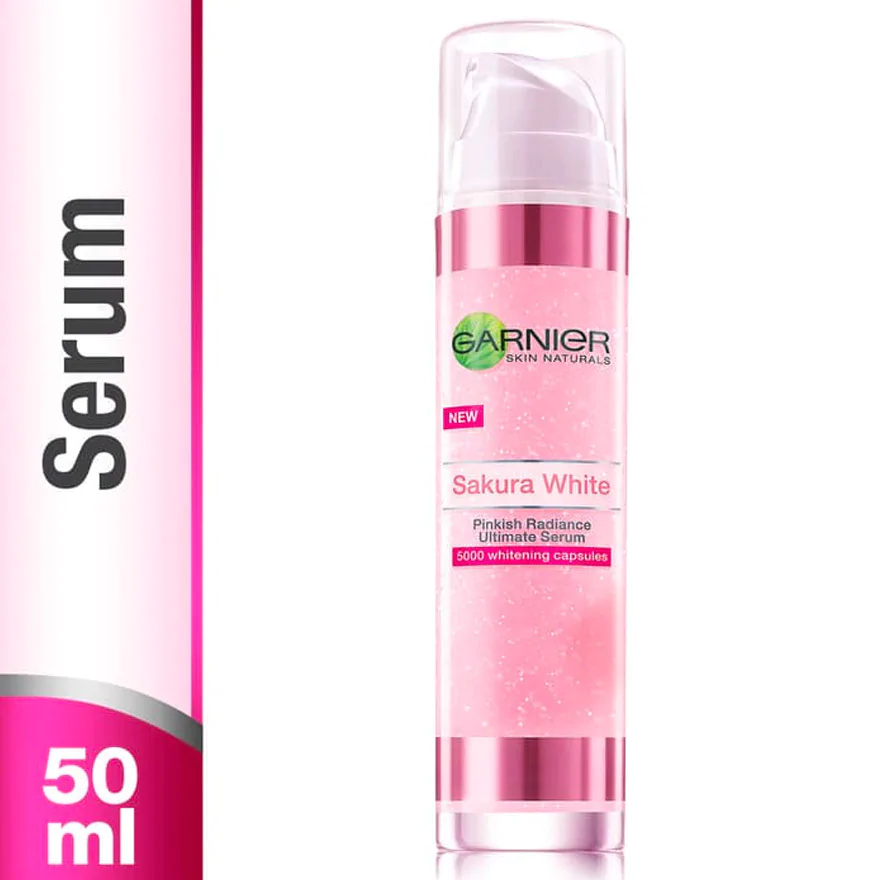 Serum
50
ml
GARNIER
SKIN NATURALS
NEW
Sakura White
Pinkish Radiance
Ultimate Serum
5000 whitening capsules